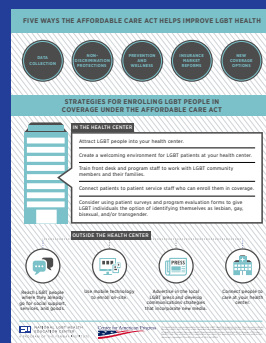 FIVE WAYS THE AFFORDABLE CARE ACT HELPS IMPROVE LGBT HEALTH
DATA
COLLECTION
NON-
DISCRIMINATION
PROTECTIONS
PREVENTION
AND
WELLNESS
INSURANCE
MARKET
REFORMS
NEW
COVERAGE
OPTIONS
STRATEGIES FOR ENROLLING LGBT PEOPLE IN
COVERAGE UNDER THE AFFORDABLE CARE ACT
IN THE HEALTH CENTER
Attract LGBT people into your health center.
Create a welcoming environment for LGBT patients at your health center.
Train front desk and program staff to work with LGBT community
members and their families.
Connect patients to patient service staff who can enroll them in coverage.
Consider using patient surveys and program evaluation forms to give
LGBT individuals the option of identifying themselves as lesbian, gay,
bisexual, and/or transgender.
OUTSIDE THE HEALTH CENTER
PRESS
Reach LGBT people
where they already
go for social support,
services, and goods.
Use mobile technology
to enroll on-site.
Advertise in the local
LGBT press and develop
communications strategies
that incorporate new media.
Connect people to
care at your health
center.
NATIONAL LGBT HEALTH
EDUCATION CENTER
Center for American Progress